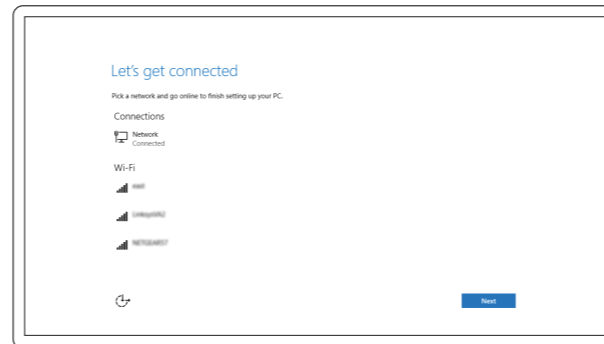 Let's get connected
Pick a network and go online to finish setting up your PC.
Connections
Network
Connected
Wi-Fi
Next